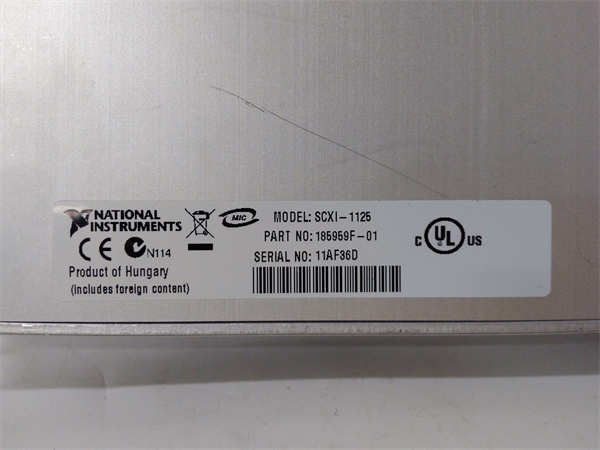 NATIONAL
INSTRUMENTS
CE
N114
Product of Hungary
(includes foreign content)
MIC
MODEL: SCXI-1125
PART NO: 185959F-01
SERIAL NO: 11AF36D
C UL US